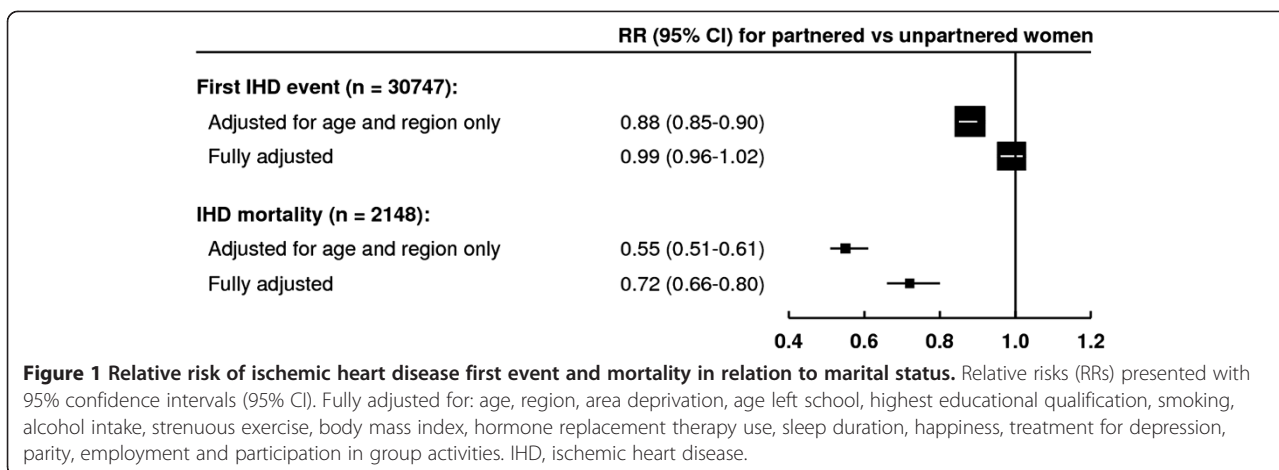 RR (95% CI) for partnered vs unpartnered women
First IHD event (n = 30747):
Adjusted for age and region only 0.88 (0.85-0.90)
Fully adjusted 0.99 (0.96-1.02)
IHD mortality (n = 2148):
Adjusted for age and region only 0.55 (0.51-0.61)
Fully adjusted 0.72 (0.66-0.80)
0.4 0.6 0.8 1.0 1.2
Figure 1 Relative risk of ischemic heart disease first event and mortality in relation to marital status. Relative risks (RRs) presented with
95% confidence intervals (95% CI). Fully adjusted for: age, region, area deprivation, age left school, highest educational qualification, smoking,
alcohol intake, strenuous exercise, body mass index, hormone replacement therapy use, sleep duration, happiness, treatment for depression,
parity, employment and participation in group activities. IHD, ischemic heart disease.